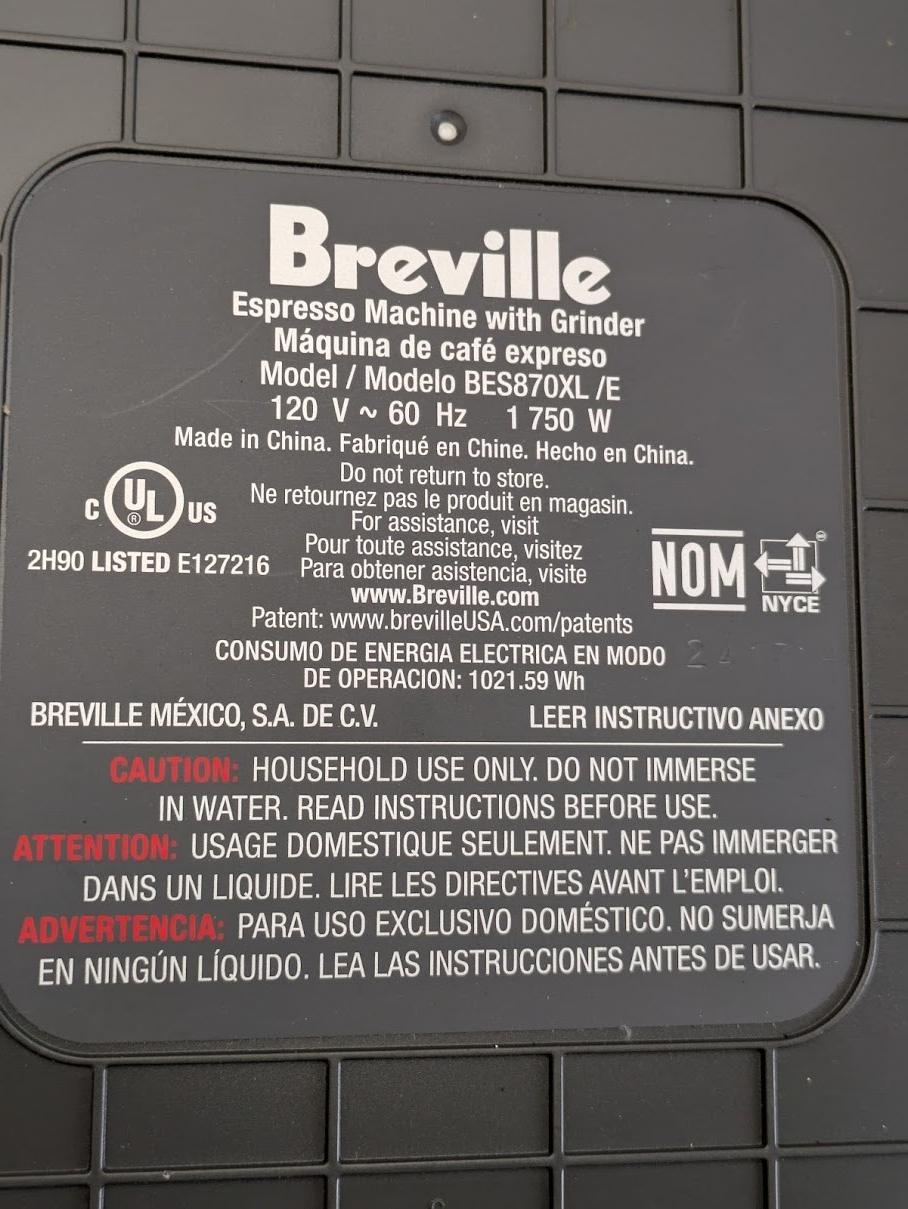 Breville
Espresso Machine with Grinder
Máquina de café expreso
Model / Modelo BES870XL /E
120 V ~ 60 Hz 1 750 W
Made in China. Fabriqué en Chine. Hecho en China.
Do not return to store.
Ne retournez pas le produit en magasin.
For assistance, visit
Pour toute assistance, visitez
Para obtener asistencia, visite
www.Breville.com
Patent: www.brevilleUSA.com/patents
C UL ® US
2H90 LISTED E127216
NOM
NYCE
CONSUMO DE ENERGIA ELECTRICA EN MODO
DE OPERACION: 1021.59 Wh
BREVILLE MÉXICO, S.A. DE C.V. LEER INSTRUCTIVO ANEXO
CAUTION: HOUSEHOLD USE ONLY. DO NOT IMMERSE
IN WATER. READ INSTRUCTIONS BEFORE USE.
ATTENTION: USAGE DOMESTIQUE SEULEMENT. NE PAS IMMERGER
DANS UN LIQUIDE. LIRE LES DIRECTIVES AVANT L'EMPLOI.
ADVERTENCIA: PARA USO EXCLUSIVO DOMÉSTICO. NO SUMERJA
EN NINGÚN LÍQUIDO. LEA LAS INSTRUCCIONES ANTES DE USAR.